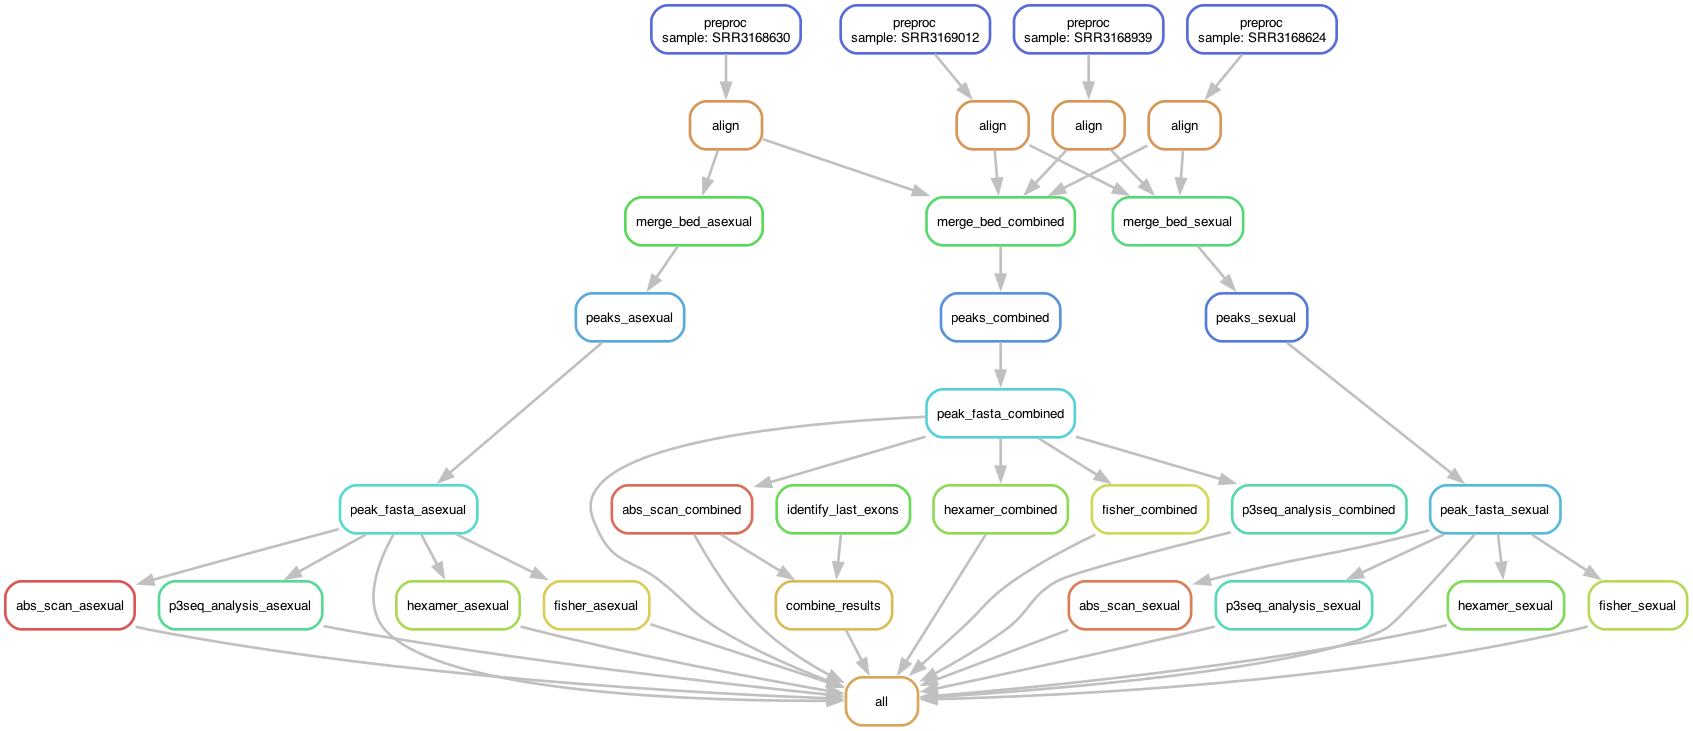 preproc
sample: SRR3168630
preproc
sample: SRR3169012
preproc
sample: SRR3168939
preproc
sample: SRR3168624
align
align
align
align
merge_bed_asexual
merge_bed_combined
merge_bed_sexual
peaks_asexual
peaks_combined
peaks_sexual
peak_fasta_combined
peak_fasta_asexual
abs_scan_combined
identify_last_exons
hexamer_combined
fisher_combined
p3seq_analysis_combined
peak_fasta_sexual
abs_scan_asexual
p3seq_analysis_asexual
hexamer_asexual
fisher_asexual
combine_results
abs_scan_sexual
p3seq_analysis_sexual
hexamer_sexual
fisher_sexual
all